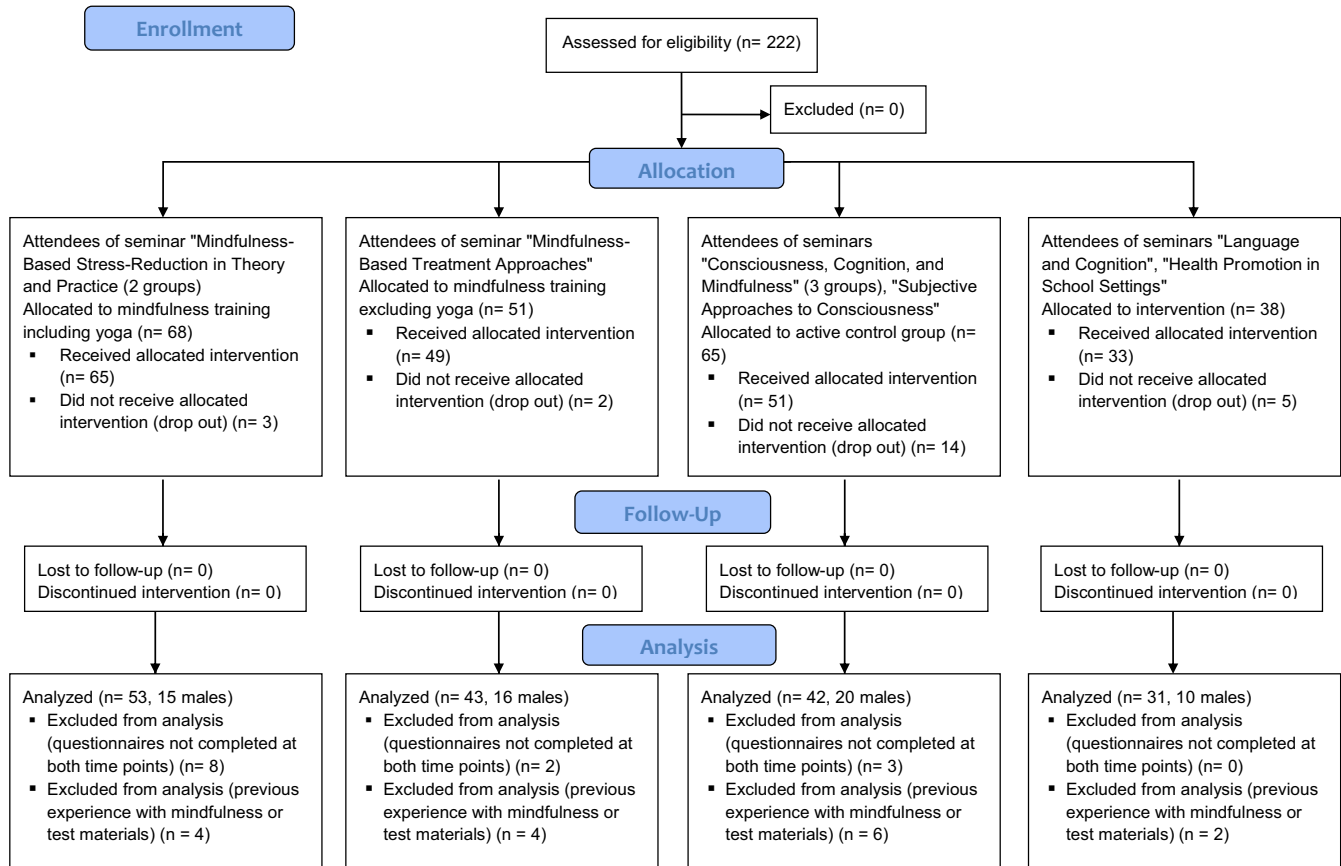 Enrollment
Assessed for eligibility (n= 222)
Excluded (n= 0)
Allocation
Attendees of seminar "Mindfulness-
Based Stress-Reduction in Theory
and Practice (2 groups)
Allocated to mindfulness training
including yoga (n= 68)
▪ Received allocated intervention
(n= 65)
▪ Did not receive allocated
intervention (drop out) (n= 3)
Attendees of seminar "Mindfulness-
Based Treatment Approaches"
Allocated to mindfulness training
excluding yoga (n= 51)
▪ Received allocated intervention
(n= 49)
▪ Did not receive allocated
intervention (drop out) (n= 2)
Attendees of seminars
"Consciousness, Cognition, and
Mindfulness" (3 groups), "Subjective
Approaches to Consciousness"
Allocated to active control group (n=
65)
▪ Received allocated intervention
(n= 51)
▪ Did not receive allocated
intervention (drop out) (n= 14)
Attendees of seminars "Language
and Cognition", "Health Promotion in
School Settings"
Allocated to intervention (n= 38)
▪ Received allocated intervention
(n= 33)
▪ Did not receive allocated
intervention (drop out) (n= 5)
Follow-Up
Lost to follow-up (n= 0)
Discontinued intervention (n= 0)
Lost to follow-up (n= 0)
Discontinued intervention (n= 0)
Lost to follow-up (n= 0)
Discontinued intervention (n= 0)
Lost to follow-up (n= 0)
Discontinued intervention (n= 0)
Analysis
Analyzed (n= 53, 15 males)
▪ Excluded from analysis
(questionnaires not completed at
both time points) (n= 8)
▪ Excluded from analysis (previous
experience with mindfulness or
test materials) (n = 4)
Analyzed (n= 43, 16 males)
▪ Excluded from analysis
(questionnaires not completed at
both time points) (n= 2)
▪ Excluded from analysis (previous
experience with mindfulness or
test materials) (n = 4)
Analyzed (n= 42, 20 males)
▪ Excluded from analysis
(questionnaires not completed at
both time points) (n= 3)
▪ Excluded from analysis (previous
experience with mindfulness or
test materials) (n = 6)
Analyzed (n= 31, 10 males)
▪ Excluded from analysis
(questionnaires not completed at
both time points) (n= 0)
▪ Excluded from analysis (previous
experience with mindfulness or
test materials) (n = 2)